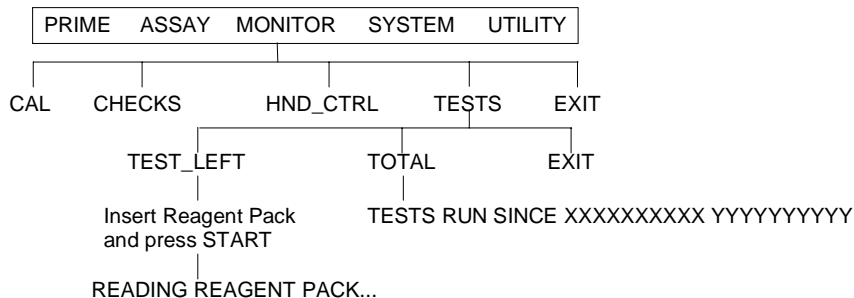 PRIME ASSAY MONITOR SYSTEM UTILITY
CAL CHECKS HND_CTRL TESTS EXIT
TEST_LEFT TOTAL EXIT
Insert Reagent Pack
and press START
TESTS RUN SINCE XXXXXXXXXX YYYYYYYYYY
READING REAGENT PACK...